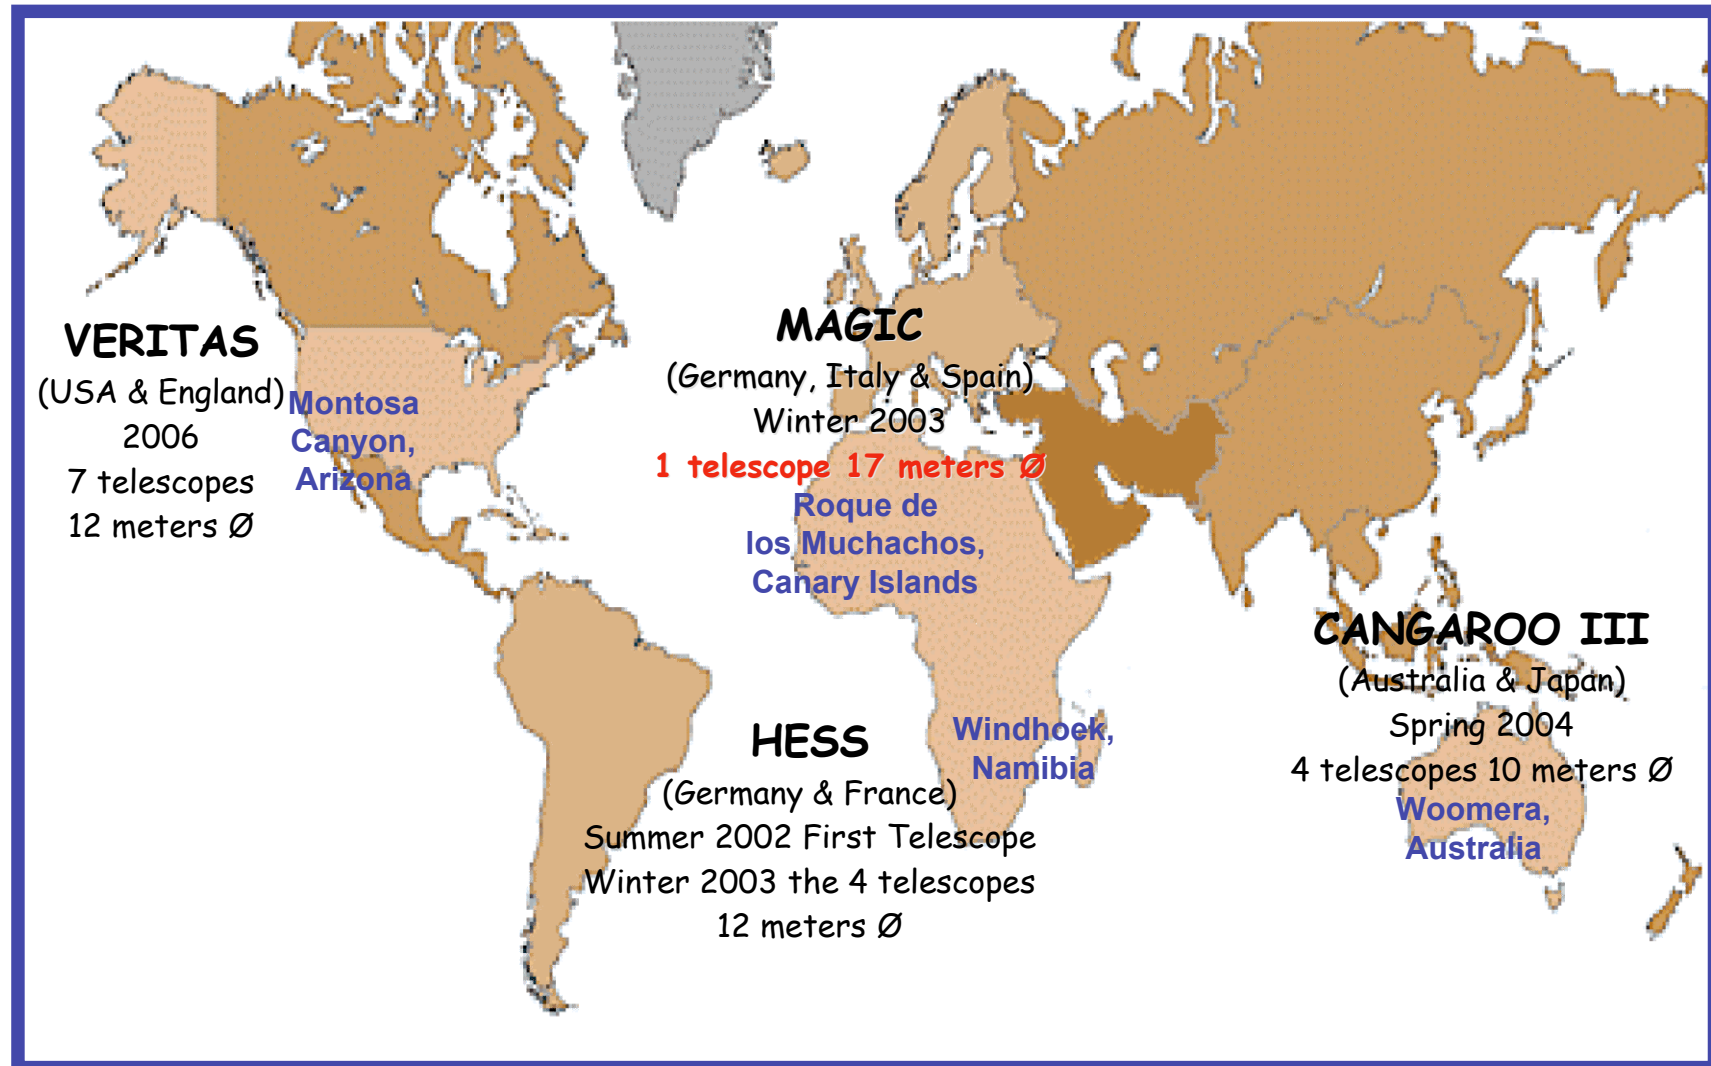 VERITAS
(USA & England)
2006
7 telescopes
12 meters Ø
Montosa
Canyon,
Arizona
MAGIC
(Germany, Italy & Spain)
Winter 2003
1 telescope 17 meters Ø
Roque de
los Muchachos,
Canary Islands
HESS
(Germany & France)
Summer 2002 First Telescope
Winter 2003 the 4 telescopes
12 meters Ø
Windhoek,
Namibia
CANGAROO III
(Australia & Japan)
Spring 2004
4 telescopes 10 meters Ø
Woomera,
Australia